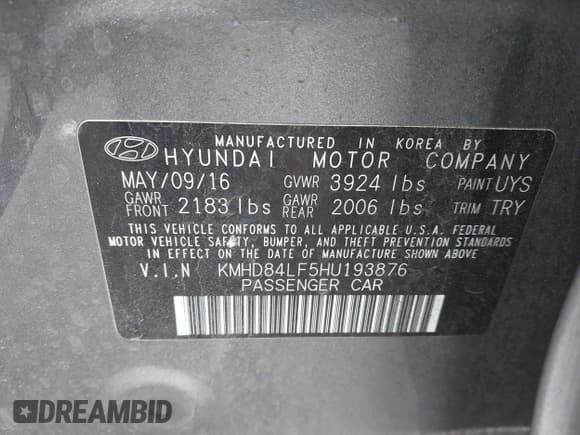 MANUFACTURED IN KOREA BY
HYUNDAI MOTOR COMPANY
MAY/09/16 GVWR 3924 lbs PAINT UYS
GAWR FRONT 2183 lbs GAWR REAR 2006 lbs TRIM TRY
THIS VEHICLE CONFORMS TO ALL APPLICABLE U.S.A. FEDERAL
MOTOR VEHICLE SAFETY, BUMPER, AND THEFT PREVENTION STANDARDS
IN EFFECT ON THE DATE OF MANUFACTURE SHOWN ABOVE
V.I.N KMHD84LF5HU193876
PASSENGER CAR
DREAMBID